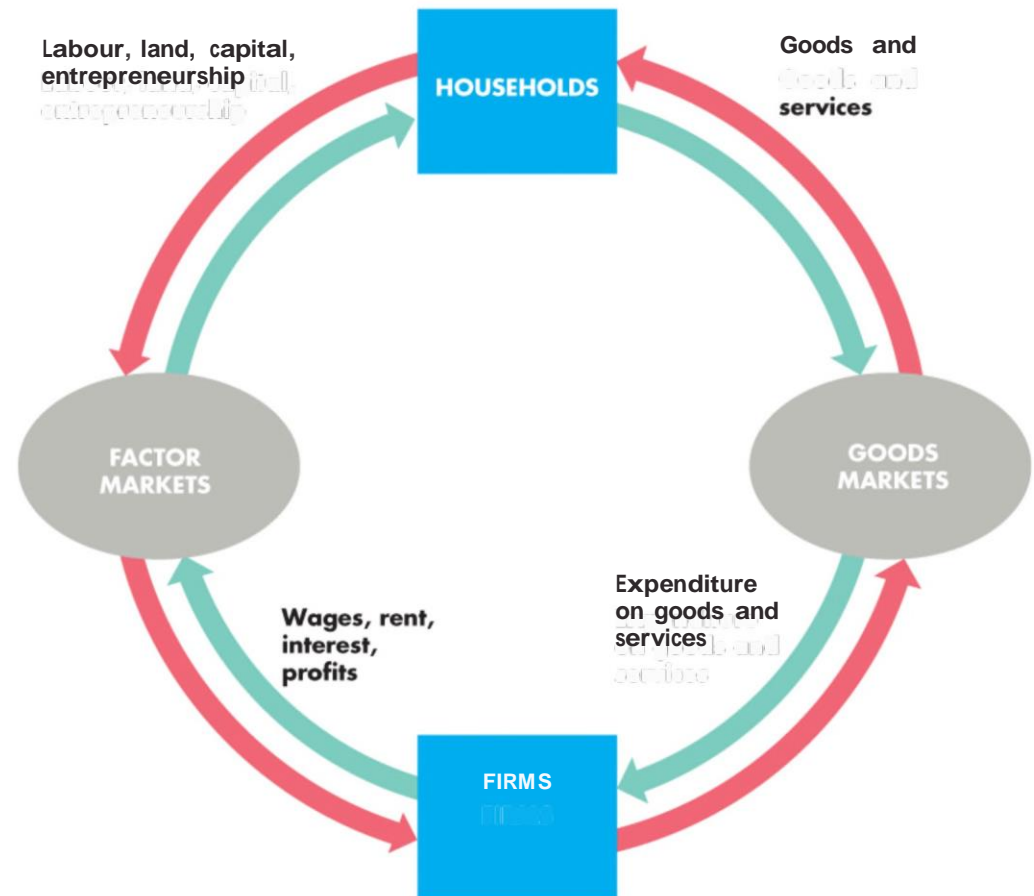 Labour, land, capital,
entrepreneurship
HOUSEHOLDS
Goods and
services
FACTOR
MARKETS
GOODS
MARKETS
Wages, rent,
interest,
profits
Expenditure
on goods and
services
FIRMS